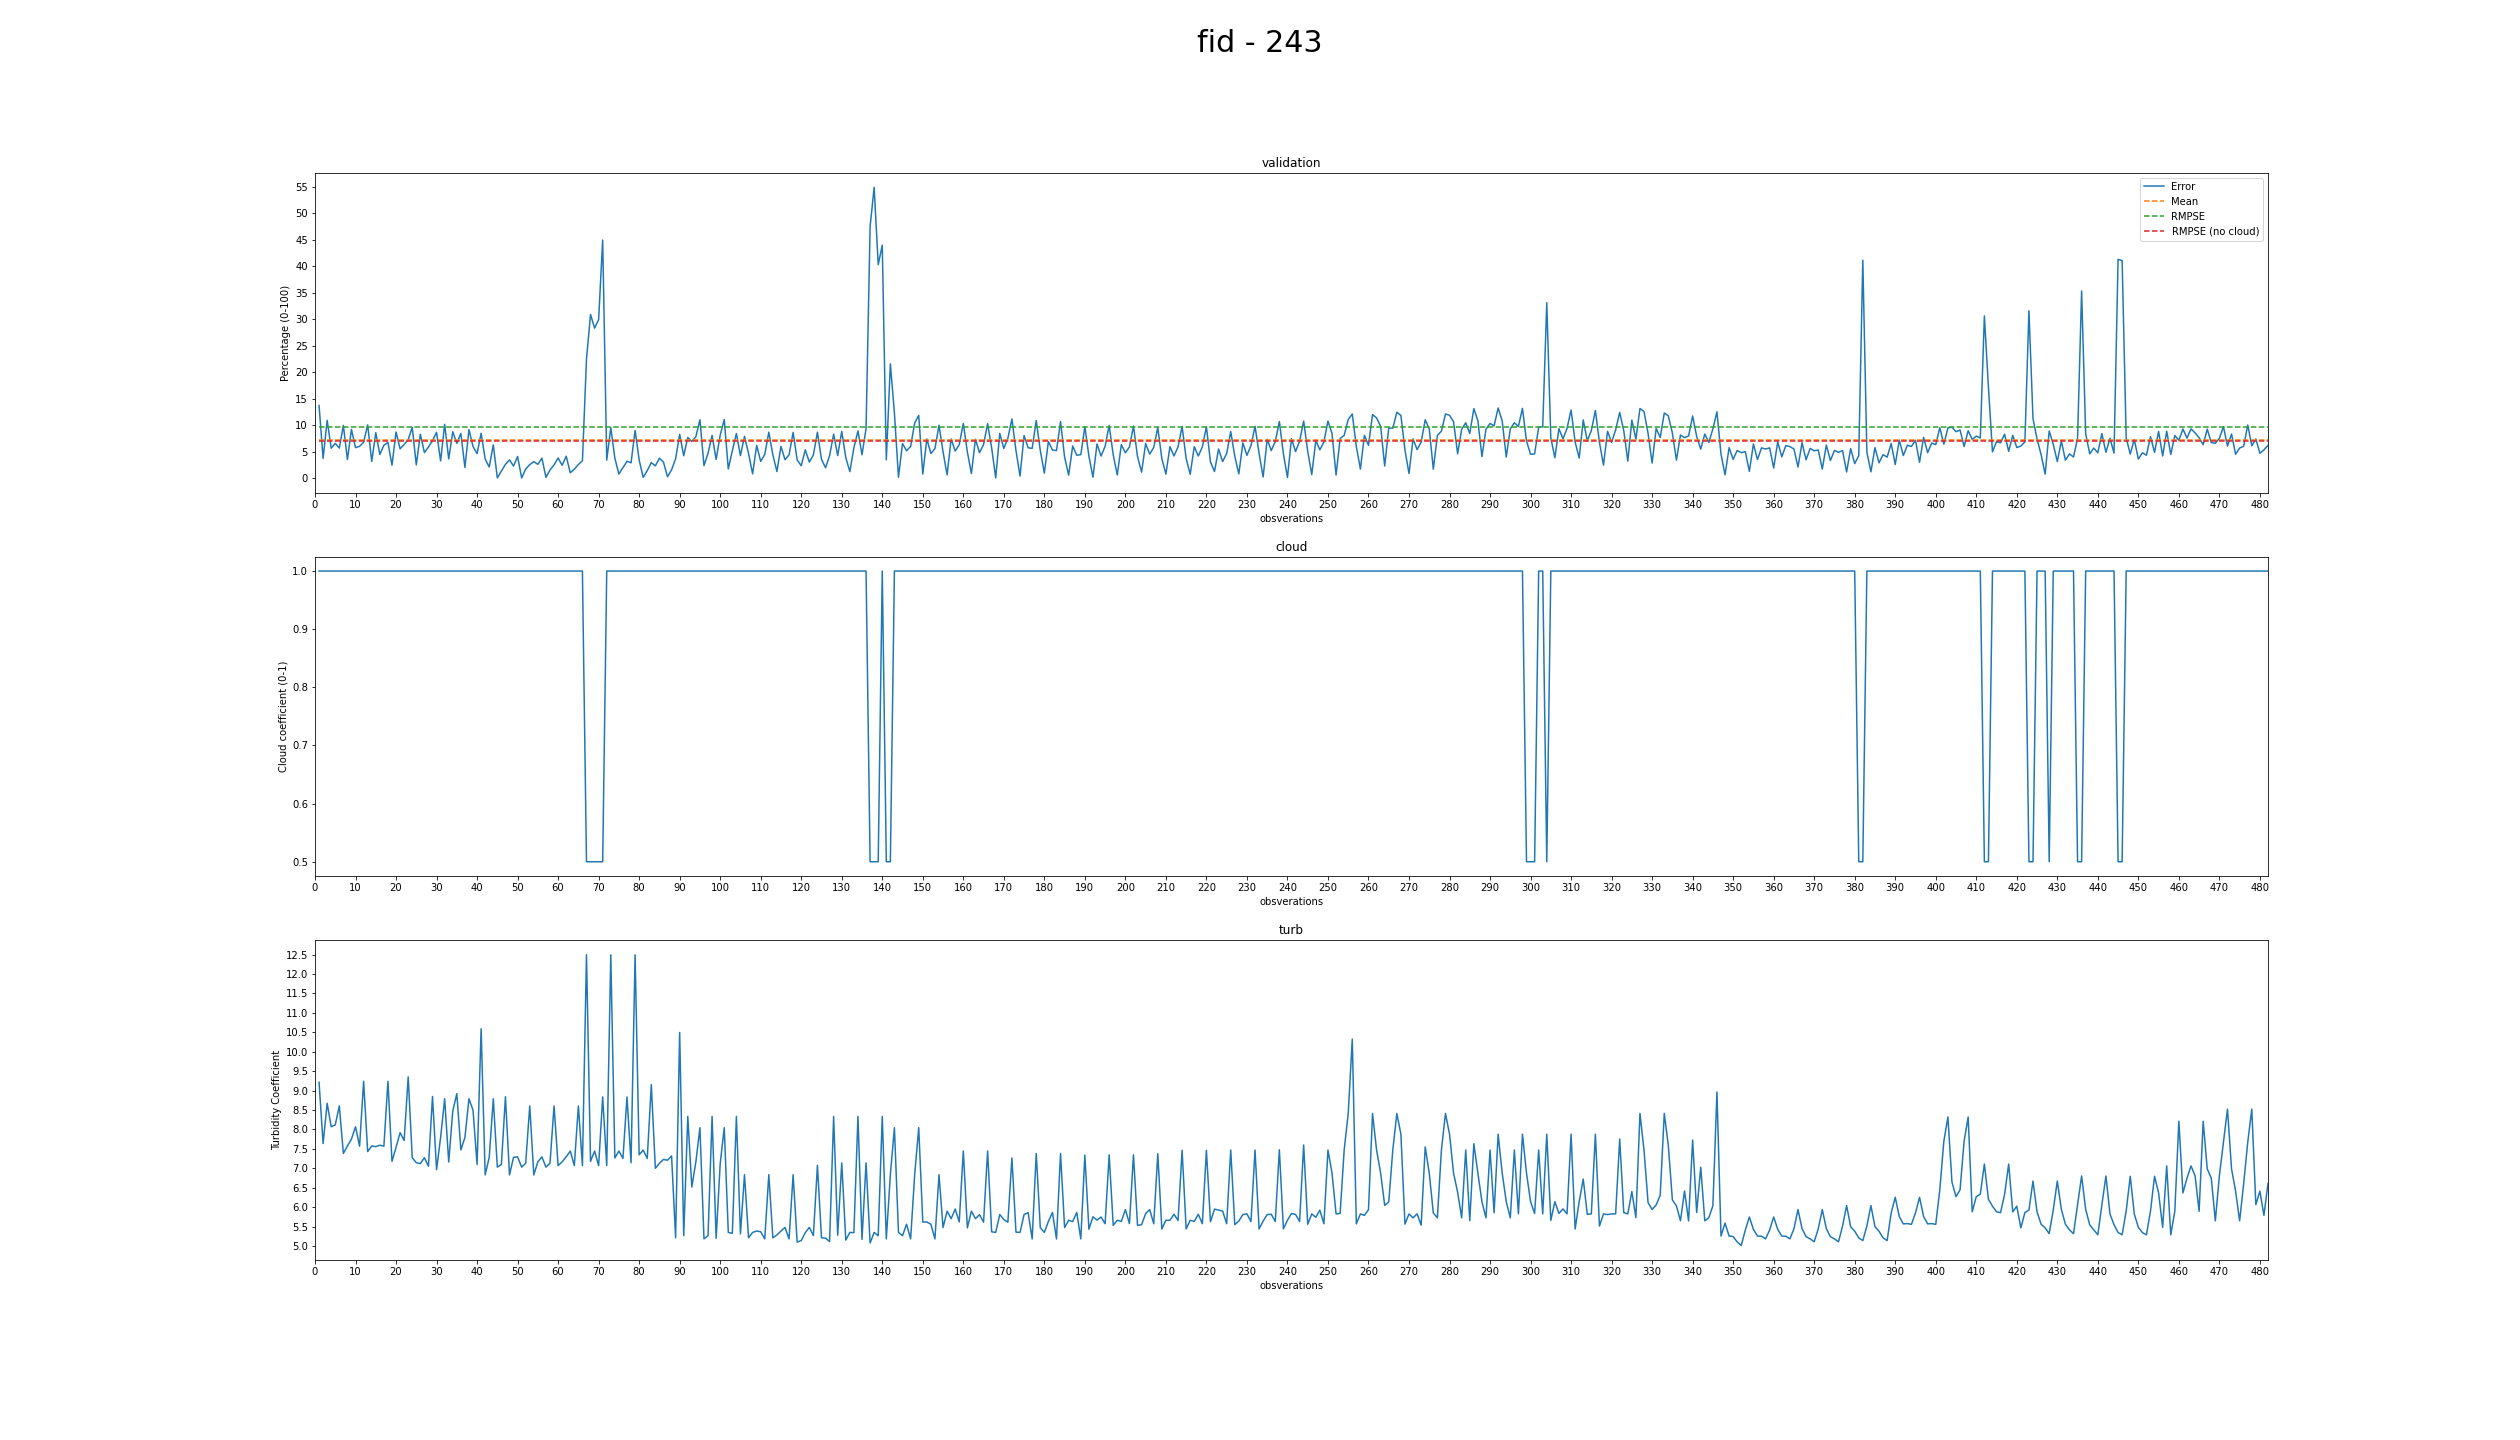 fid - 243
validation
Error
Mean
RMPSE
RMPSE (no cloud)
Percentage (0-100)
55
50
45
40
35
30
25
20
15
10
5
0
0 10 20 30 40 50 60 70 80 90 100 110 120 130 140 150 160 170 180 190 200 210 220 230 240 250 260 270 280 290 300 310 320 330 340 350 360 370 380 390 400 410 420 430 440 450 460 470 480
obsverations
cloud
Cloud coefficient (0-1)
1.0
0.9
0.8
0.7
0.6
0.5
0 10 20 30 40 50 60 70 80 90 100 110 120 130 140 150 160 170 180 190 200 210 220 230 240 250 260 270 280 290 300 310 320 330 340 350 360 370 380 390 400 410 420 430 440 450 460 470 480
obsverations
turb
Turbidity Coefficient
12.5
12.0
11.5
11.0
10.5
10.0
9.5
9.0
8.5
8.0
7.5
7.0
6.5
6.0
5.5
5.0
0 10 20 30 40 50 60 70 80 90 100 110 120 130 140 150 160 170 180 190 200 210 220 230 240 250 260 270 280 290 300 310 320 330 340 350 360 370 380 390 400 410 420 430 440 450 460 470 480
obsverations